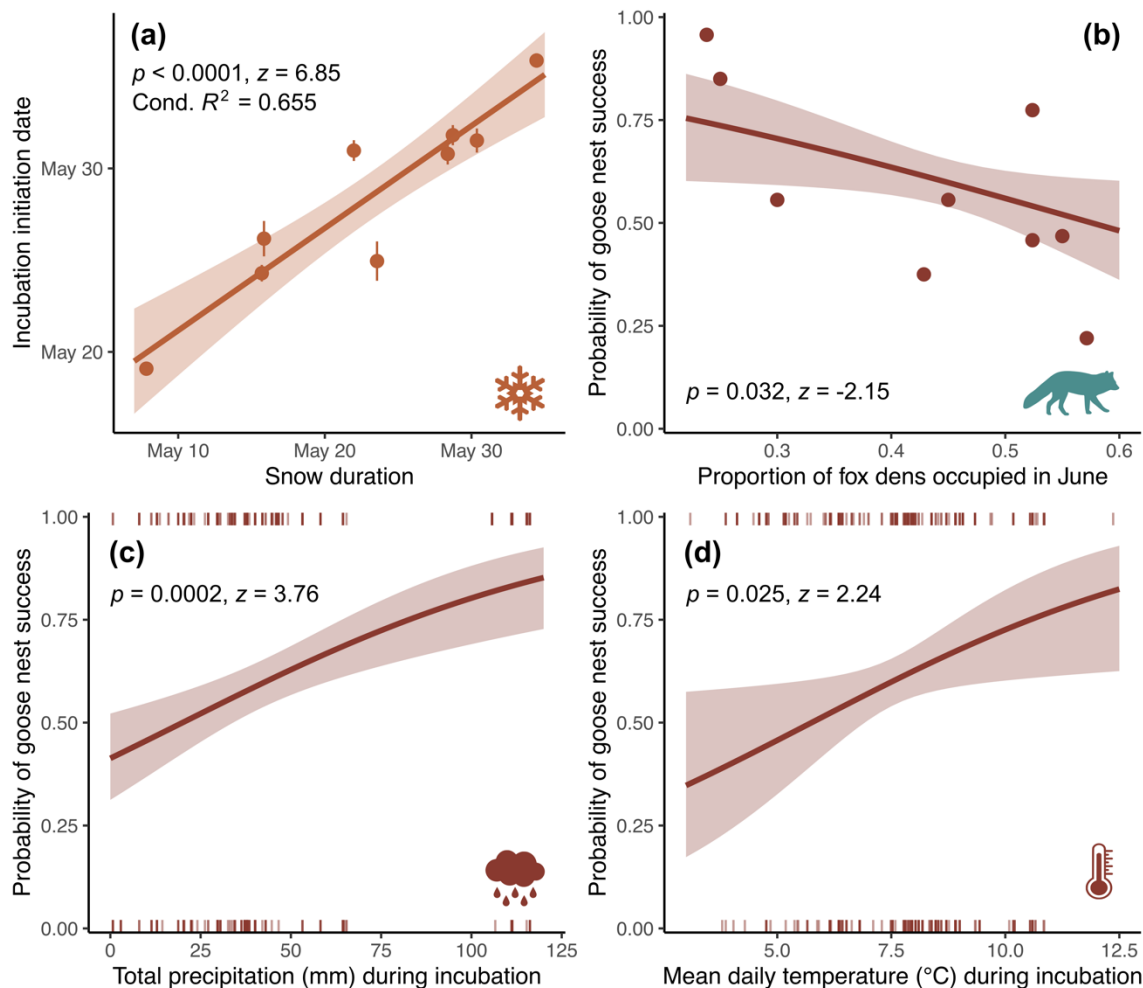 (a)
p < 0.0001, z = 6.85
Cond. R² = 0.655
Incubation initiation date
May 30
May 20
May 10
May 20
May 30
Snow duration
(b)
p = 0.032, z = -2.15
Probability of goose nest success
1.00
0.75
0.50
0.25
0.00
0.3
0.4
0.5
0.6
Proportion of fox dens occupied in June
(c)
p = 0.0002, z = 3.76
Probability of goose nest success
1.00
0.75
0.50
0.25
0.00
0
25
50
75
100
125
Total precipitation (mm) during incubation
(d)
p = 0.025, z = 2.24
Probability of goose nest success
1.00
0.75
0.50
0.25
0.00
5.0
7.5
10.0
12.5
Mean daily temperature (°C) during incubation